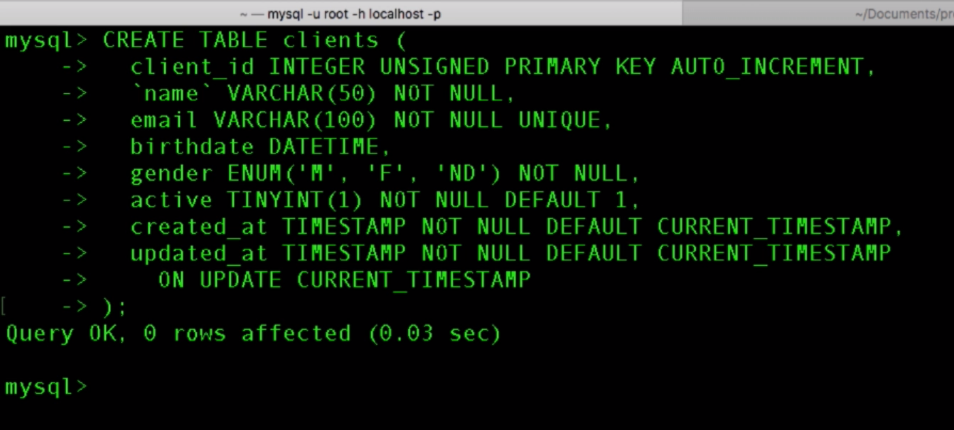 ~ — mysql -u root -h localhost -p
~/Documents/pr
mysql> CREATE TABLE clients (
    ->   client_id INTEGER UNSIGNED PRIMARY KEY AUTO_INCREMENT,
    ->   `name` VARCHAR(50) NOT NULL,
    ->   email VARCHAR(100) NOT NULL UNIQUE,
    ->   birthdate DATETIME,
    ->   gender ENUM('M', 'F', 'ND') NOT NULL,
    ->   active TINYINT(1) NOT NULL DEFAULT 1,
    ->   created_at TIMESTAMP NOT NULL DEFAULT CURRENT_TIMESTAMP,
    ->   updated_at TIMESTAMP NOT NULL DEFAULT CURRENT_TIMESTAMP
    ->     ON UPDATE CURRENT_TIMESTAMP
[    -> );
Query OK, 0 rows affected (0.03 sec)
mysql>